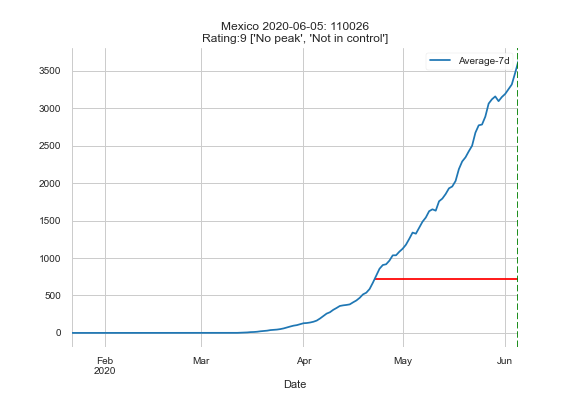 Mexico 2020-06-05: 110026
Rating:9 ['No peak', 'Not in control']
Average-7d
3500
3000
2500
2000
1500
1000
500
0
Feb Mar Apr May Jun
2020
Date